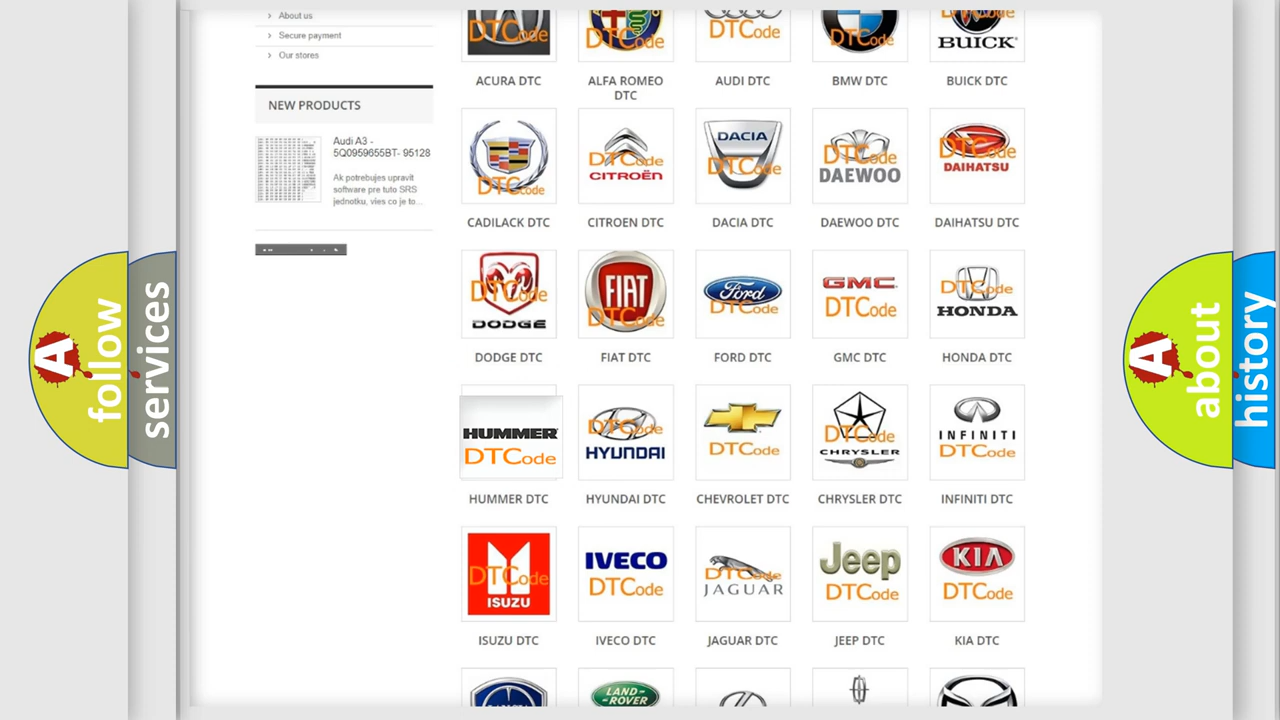 About us
Secure payment
Our stores
NEW PRODUCTS
Audi A3 -
5Q0959655BT- 95128
Ak potrebujes upravit
software pre tuto SRS
jednotku, vies co je to...
DTCode
DTCode
DTCode
DTCode
BUICK
ACURA DTC
ALFA ROMEO
DTC
AUDI DTC
BMW DTC
BUICK DTC
DTCode
DTCode
CITROËN
DACIA
DTCode
DTCode
DAEWOO
DTCode
DAIHATSU
CADILACK DTC
CITROEN DTC
DACIA DTC
DAEWOO DTC
DAIHATSU DTC
DTCode
DODGE
FIAT
DTCode
Ford
DTCode
GMC
DTCode
DTCode
HONDA
DODGE DTC
FIAT DTC
FORD DTC
GMC DTC
HONDA DTC
HUMMER
DTCode
DTCode
HYUNDAI
DTCode
DTCode
CHRYSLER
INFINITI
DTCode
HUMMER DTC
HYUNDAI DTC
CHEVROLET DTC
CHRYSLER DTC
INFINITI DTC
DTCode
ISUZU
IVECO
DTCode
DTCode
JAGUAR
Jeep
DTCode
KIA
DTCode
ISUZU DTC
IVECO DTC
JAGUAR DTC
JEEP DTC
KIA DTC
LAND-
ROVER
A
follow
services
A
about
history